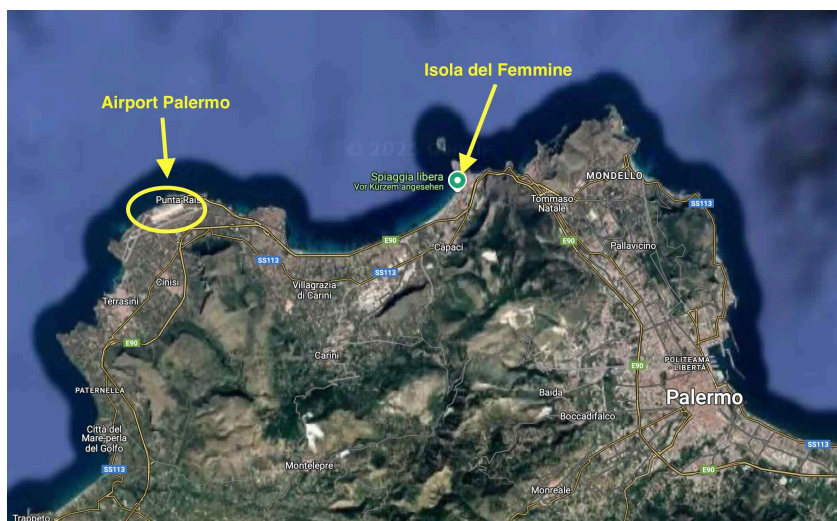 Isola del Femmine
Airport Palermo
Spiaggia libera
Vor Kurzem angesehen
MONDELLO
Punta Rais
Tommaso
Natale
SS113
E90
Capaci
Pallavicino
SS113
SS113
Cinisi
Villagrazia
di Carini
Terrasini
E90
Carini
POLITEAMA
LIBERTÀ
E90
PATERNELLA
Baida
Palermo
Boccadifalco
Città del
Mare-perla
del Golfo
SS113
SS113
Montelepre
E90
Monreale
Trappeto